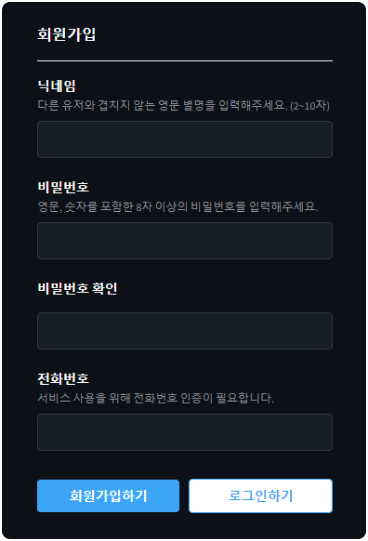 회원가입
닉네임
다른 유저와 겹치지 않는 영문 별명을 입력해주세요. (2~10자)
비밀번호
영문, 숫자를 포함한 8자 이상의 비밀번호를 입력해주세요.
비밀번호 확인
전화번호
서비스 사용을 위해 전화번호 인증이 필요합니다.
회원가입하기 로그인하기